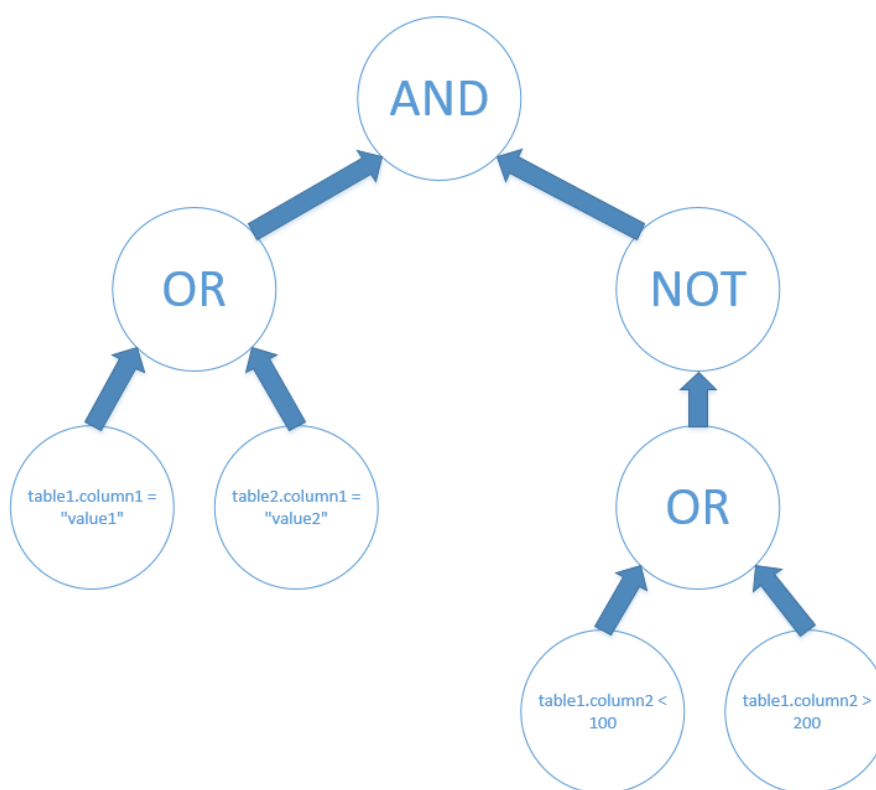 AND
OR
NOT
table1.column1 =
"value1"
table2.column1 =
"value2"
OR
table1.column2 <
100
table1.column2 >
200